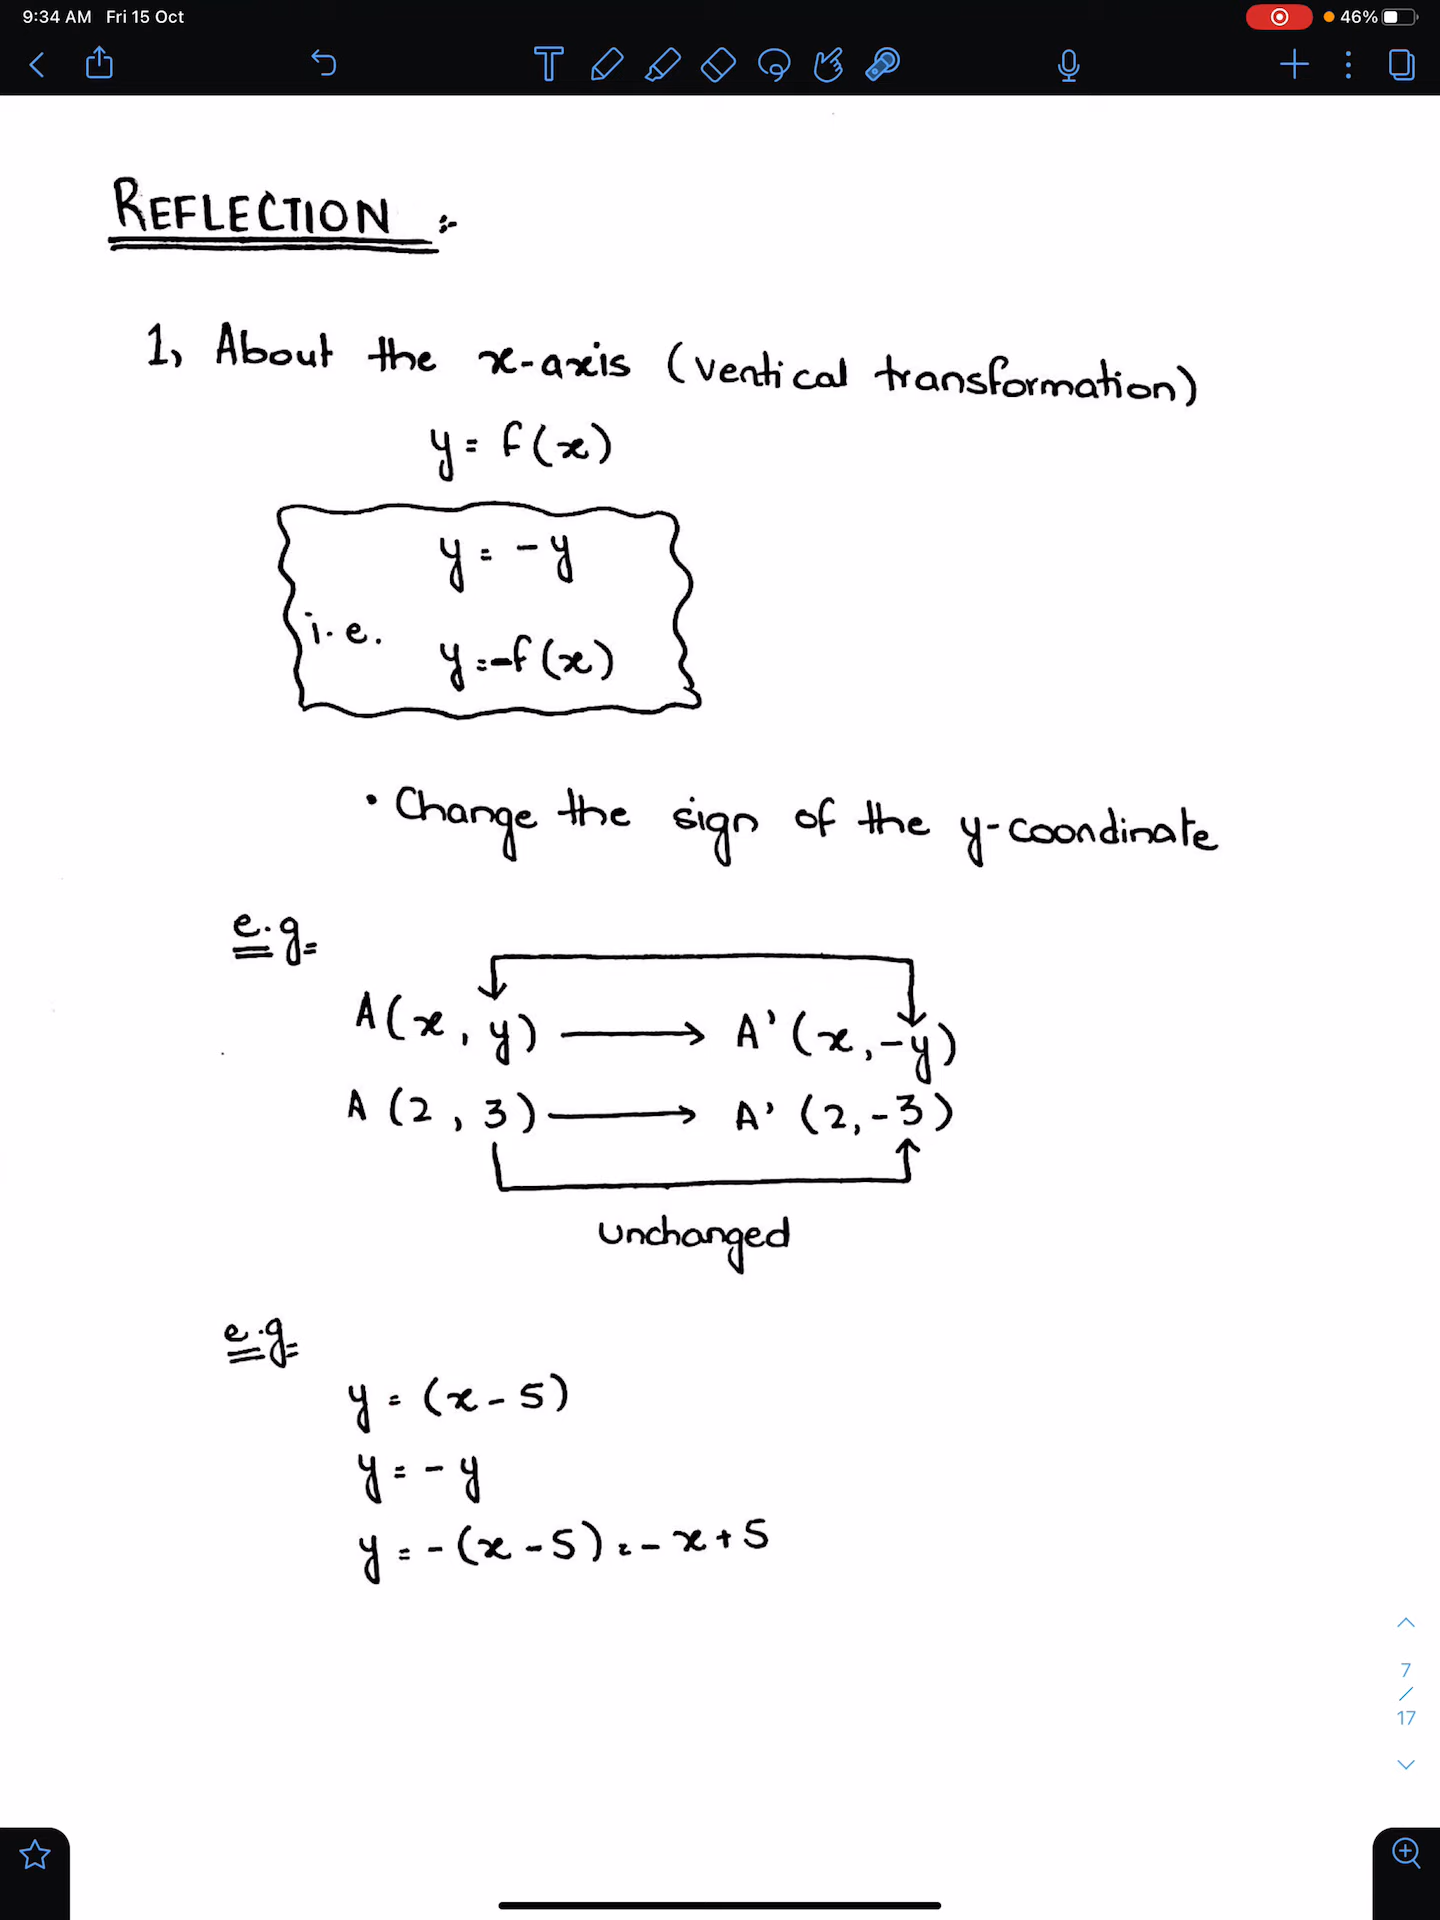 9:34 AM Fri 15 Oct
46%
REFLECTION :-
1, About the x-axis (vertical transformation)
y = f(x)
y = -y
i.e.
y = -f(x)
• Change the sign of the y-coordinate
e.g.
A(x, y) → A'(x, -y)
A (2, 3) → A' (2, -3)
unchanged
e.g.
y = (x - 5)
y = - y
y = - (x - 5) = - x + 5
7
/
17